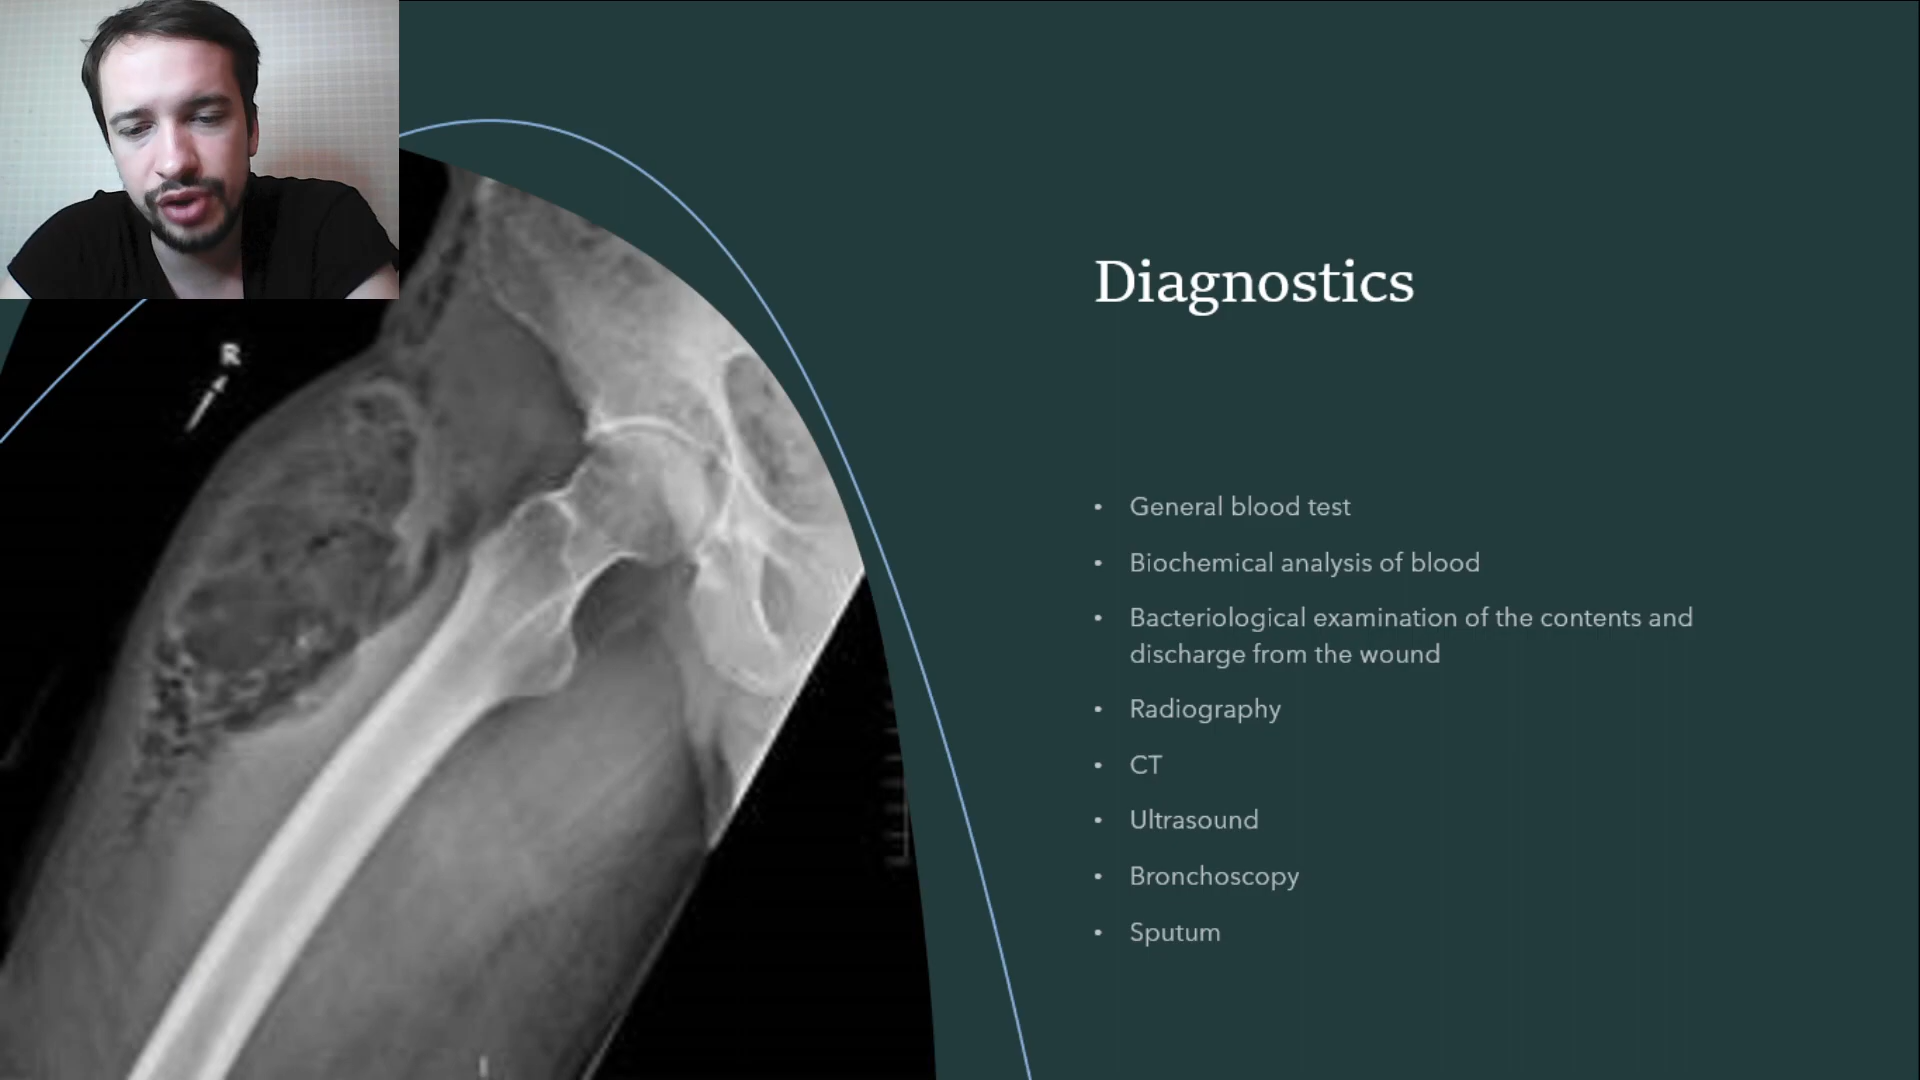 R
Diagnostics
• General blood test
• Biochemical analysis of blood
• Bacteriological examination of the contents and
discharge from the wound
• Radiography
• CT
• Ultrasound
• Bronchoscopy
• Sputum